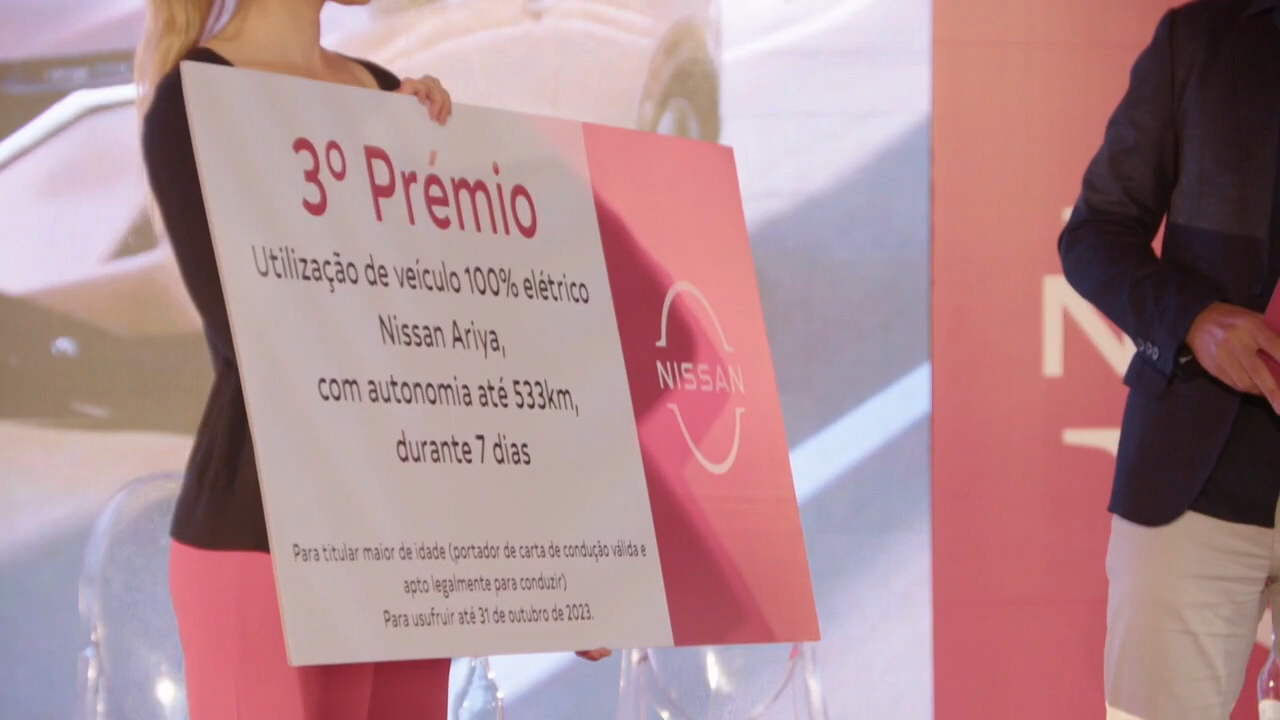 3º Prémio
Utilização de veículo 100% elétrico
Nissan Ariya,
com autonomia até 533km,
durante 7 dias
Para titular maior de idade (portador de carta de condução válida e
apto legalmente para conduzir)
Para usufruir até 31 de outubro de 2023.
NISSAN
N